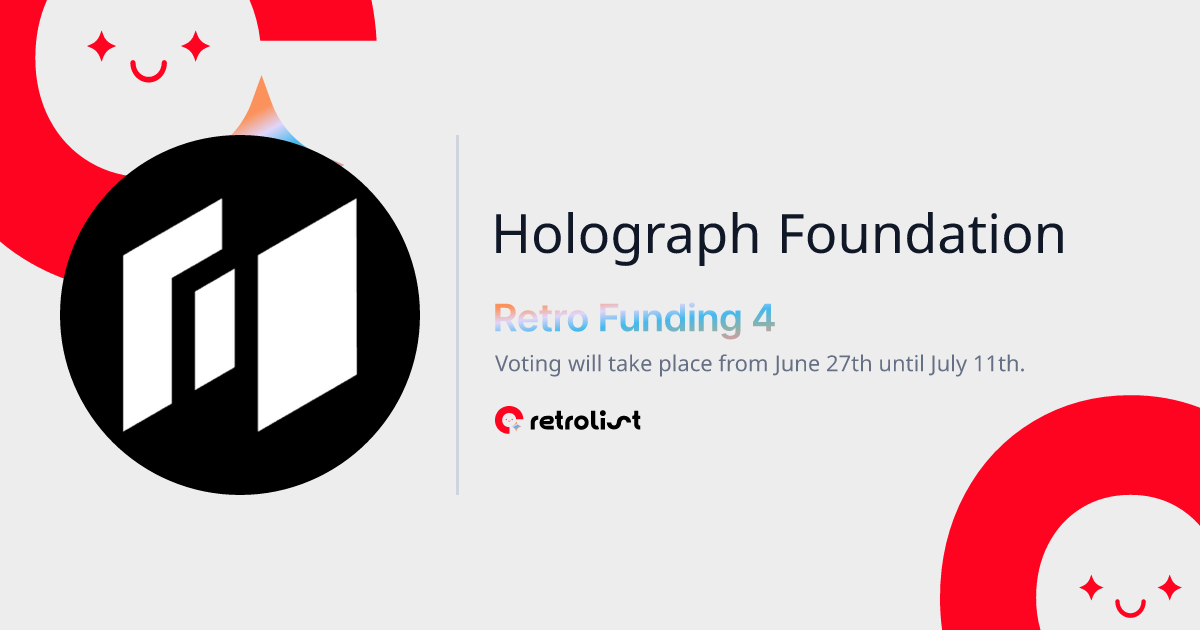 Holograph Foundation
Retro Funding 4
Voting will take place from June 27th until July 11th.
retrolist